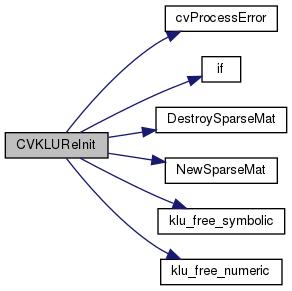 cvProcessError
if
DestroySparseMat
CVKLUReInit
NewSparseMat
klu_free_symbolic
klu_free_numeric